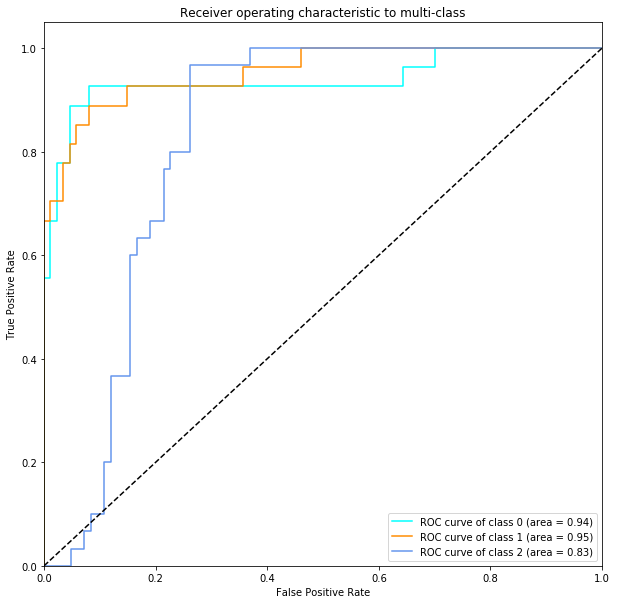 Receiver operating characteristic to multi-class
True Positive Rate
1.0
0.8
0.6
0.4
0.2
0.0
0.0 0.2 0.4 0.6 0.8 1.0
False Positive Rate
ROC curve of class 0 (area = 0.94)
ROC curve of class 1 (area = 0.95)
ROC curve of class 2 (area = 0.83)